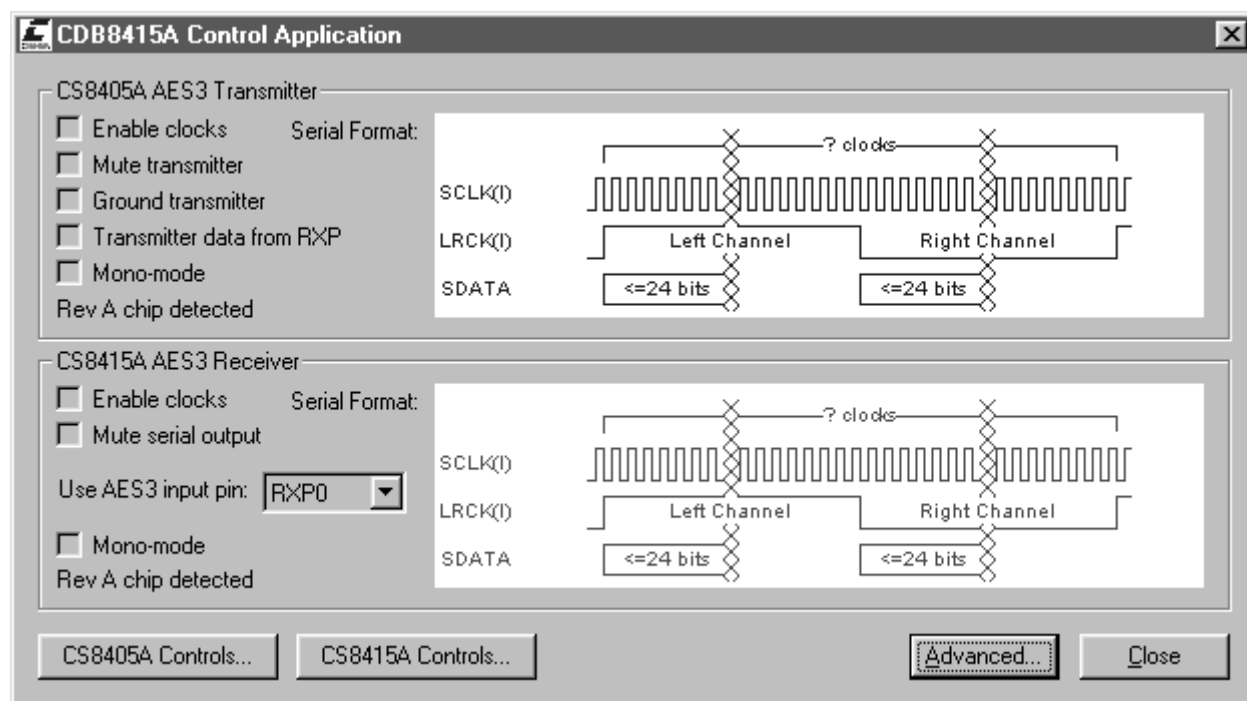 CDB8415A Control Application
CS8405A AES3 Transmitter
Enable clocks
Serial Format:
Mute transmitter
Ground transmitter
Transmitter data from RXP
Mono-mode
Rev A chip detected
? clocks
SCLK(I)
LRCK(I)
Left Channel
Right Channel
SDATA
<=24 bits
<=24 bits
CS8415A AES3 Receiver
Enable clocks
Serial Format:
Mute serial output
Use AES3 input pin:
RXP0
Mono-mode
Rev A chip detected
? clocks
SCLK(I)
LRCK(I)
Left Channel
Right Channel
SDATA
<=24 bits
<=24 bits
CS8405A Controls...
CS8415A Controls...
Advanced...
Close